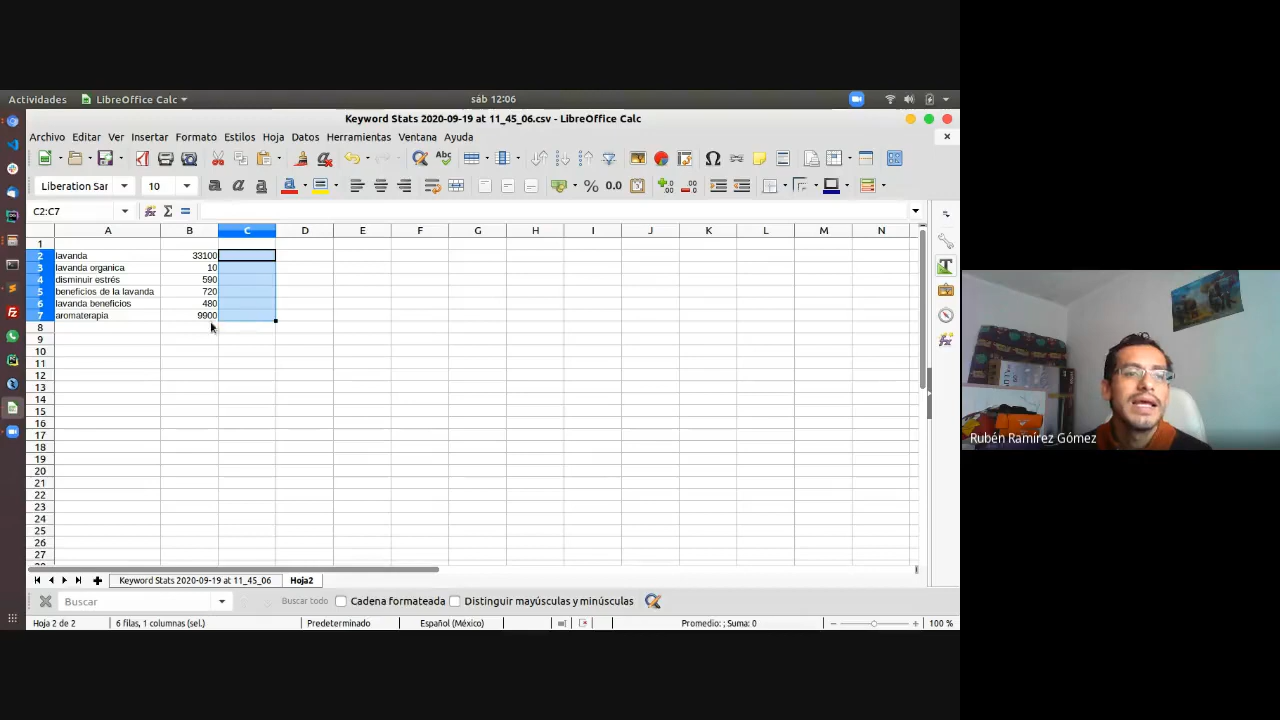 Actividades LibreOffice Calc sáb 12:06
Keyword Stats 2020-09-19 at 11_45_06.csv - LibreOffice Calc
Archivo Editar Ver Insertar Formato Estilos Hoja Datos Herramientas Ventana Ayuda
Liberation Sar 10
C2:C7
A B C D E F G H I J K L M N
1
2 lavanda 33100
3 lavanda organica 10
4 disminuir estrés 590
5 beneficios de la lavanda 720
6 lavanda beneficios 480
7 aromaterapia 9900
8
9
10
11
12
13
14
15
16
17
18
19
20
21
22
23
24
25
26
27
Rubén Ramírez Gómez
Keyword Stats 2020-09-19 at 11_45_06 Hoja2
Buscar Buscar todo Cadena formateada Distinguir mayúsculas y minúsculas
Hoja 2 de 2 6 filas, 1 columnas (sel.) Predeterminado Español (México) Promedio: ; Suma: 0 100 %